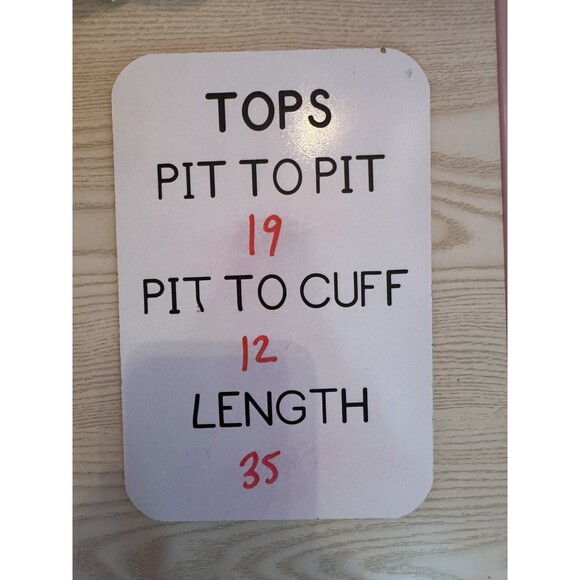 TOPS
PIT TO PIT
19
PIT TO CUFF
12
LENGTH
35